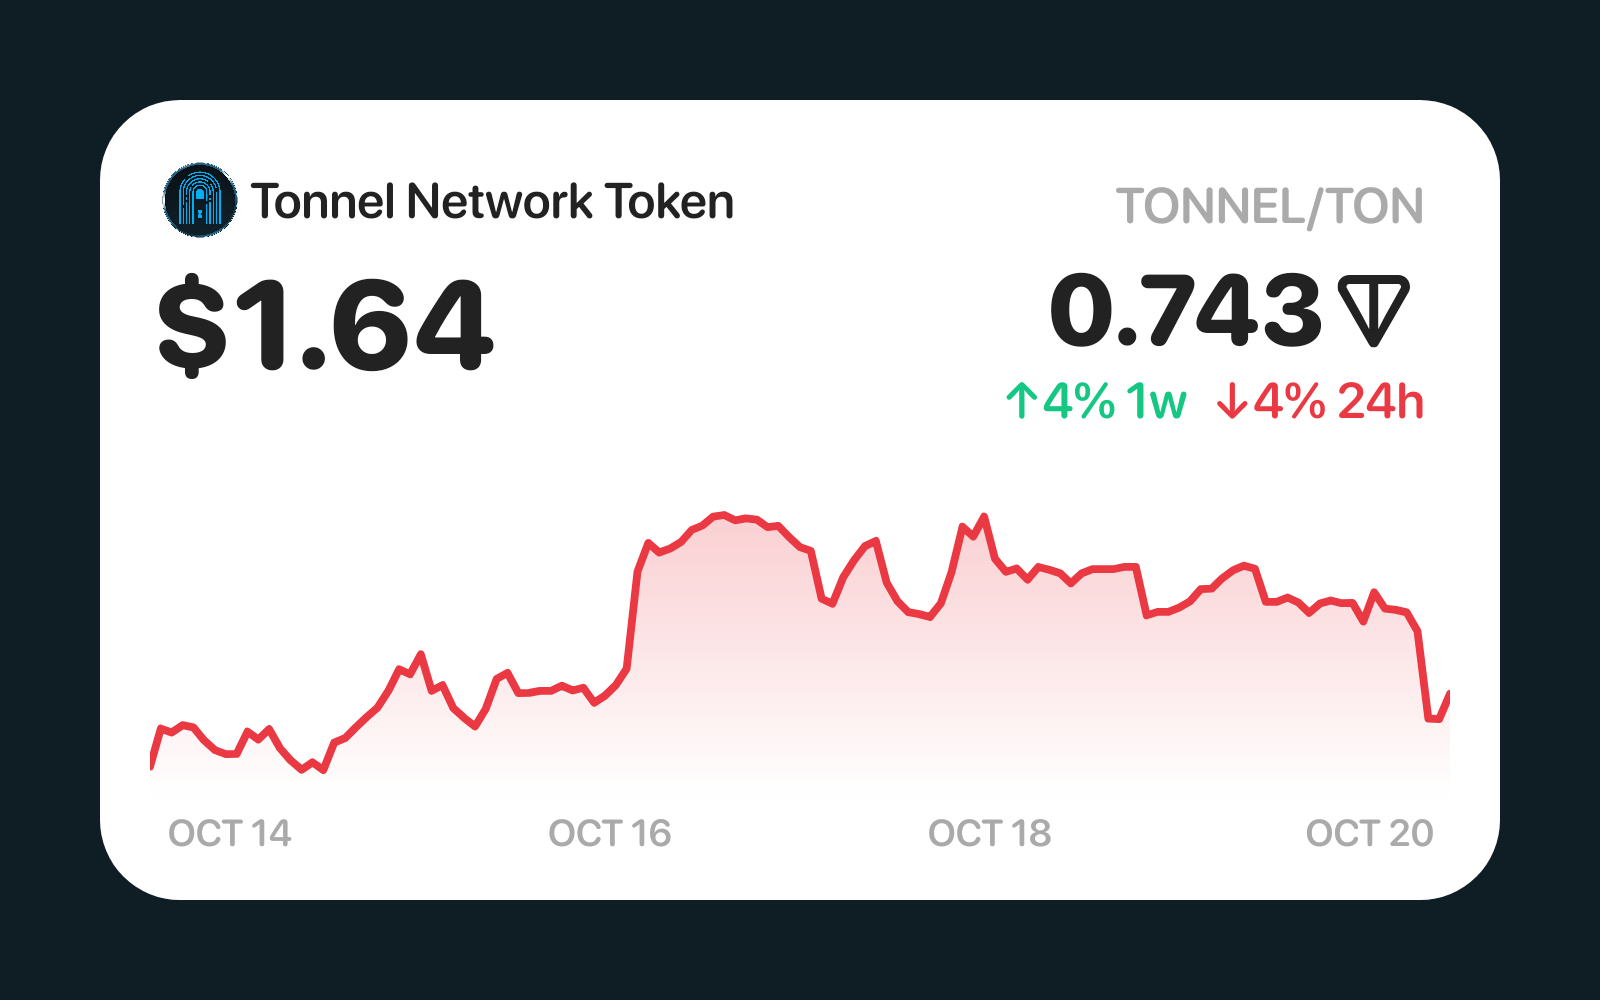 Tonnel Network Token
TONNEL/TON
$1.64
0.743
↑4% 1w ↓4% 24h
OCT 14 OCT 16 OCT 18 OCT 20